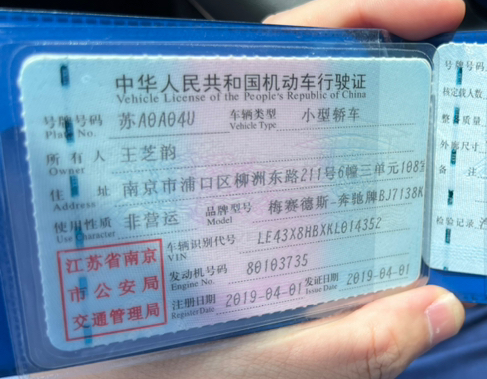 中华人民共和国机动车行驶证
Vehicle License of the People's Republic of China
号牌号码 苏A0A04U 车辆类型 小型轿车
Plate No. Vehicle Type
所有人 王芝韵
Owner
住址 南京市浦口区柳洲东路211号6幢三单元108
Address
使用性质 非营运 品牌型号 梅赛德斯-奔驰牌BJ7138K
Use Character Model
车辆识别代号 LE43X8HBXKL014352
VIN
发动机号码 80103735
Engine No.
注册日期 2019-04-01 发证日期 2019-04-01
Register Date Issue Date
江苏省南京
市公安局
交通管理局
号牌号码
核定载人数
整
质量
外廓尺寸
备注
检验记录